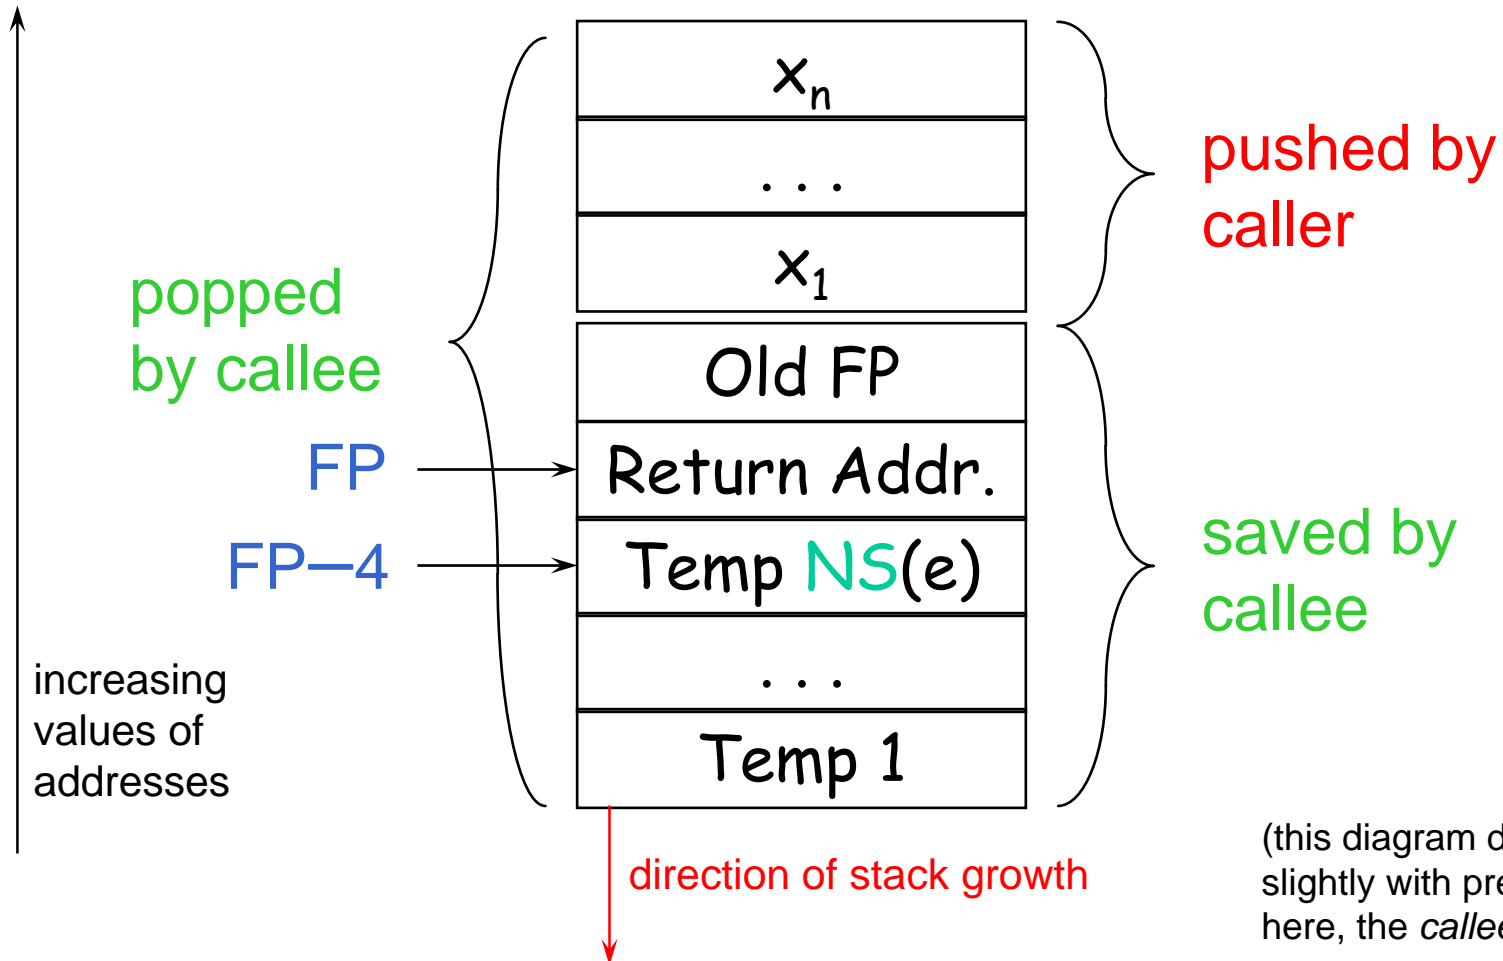 xn
. . .
x1
pushed by
caller
popped
by callee
Old FP
FP
Return Addr.
FP—4
Temp NS(e)
saved by
callee
. . .
Temp 1
increasing
values of
addresses
direction of stack growth
(this diagram
slightly with
here, the callee